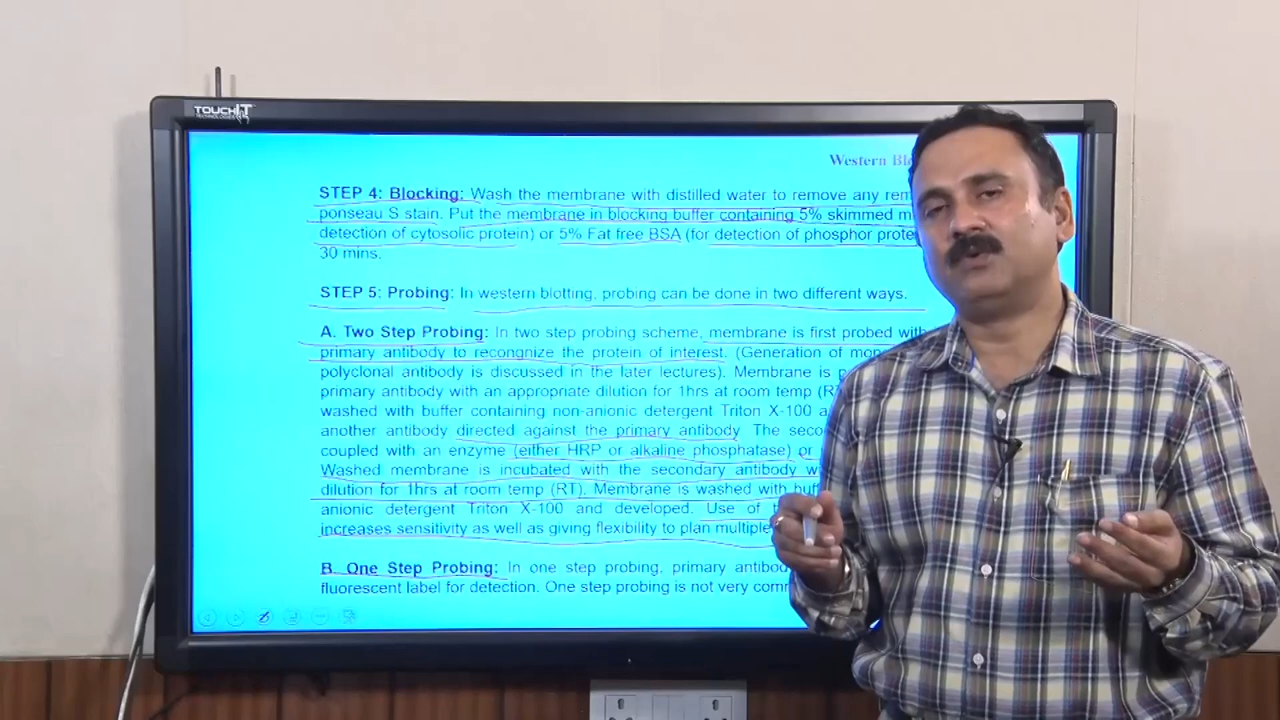 TOUCHIT
TECHNOLOGIES
Western
STEP 4: Blocking: Wash the membrane with distilled water to remove any
ponseau S stain. Put the membrane in blocking buffer containing 5% skimmed
detection of cytosolic protein) or 5% Fat free BSA (for detection of phosphor
30 mins.
STEP 5: Probing: In western blotting, probing can be done in two different ways.
A. Two Step Probing: In two step probing scheme, membrane is first probed with
primary antibody to recongnize the protein of interest. (Generation of
polyclonal antibody is discussed in the later lectures). Membrane is
primary antibody with an appropriate dilution for 1hrs at room temp
washed with buffer containing non-anionic detergent Triton X-100
another antibody directed against the primary antibody. The
coupled with an enzyme (either HRP or alkaline phosphatase) or
Washed membrane is incubated with the secondary antibody
dilution for 1hrs at room temp (RT). Membrane is washed with
anionic detergent Triton X-100 and developed. Use of
increases sensitivity as well as giving flexibility to plan multiple
B. One Step Probing: In one step probing, primary
fluorescent label for detection. One step probing is not very